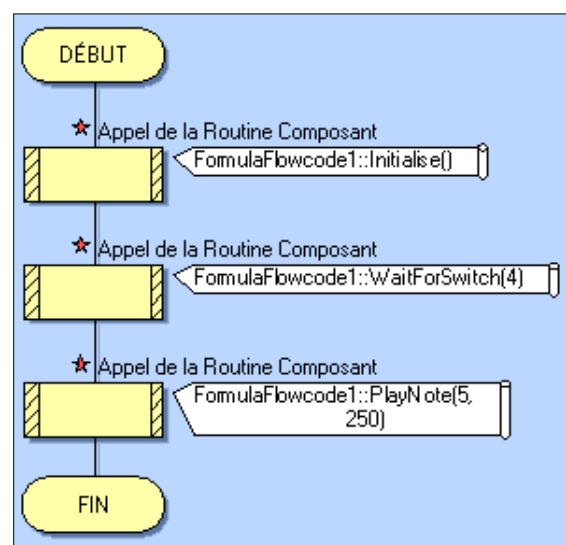 DÉBUT
Appel de la Routine Composant
FormulaFlowcode1::Initialise()
Appel de la Routine Composant
FormulaFlowcode1::WaitForSwitch(4)
Appel de la Routine Composant
FormulaFlowcode1::PlayNote(5,
250)
FIN